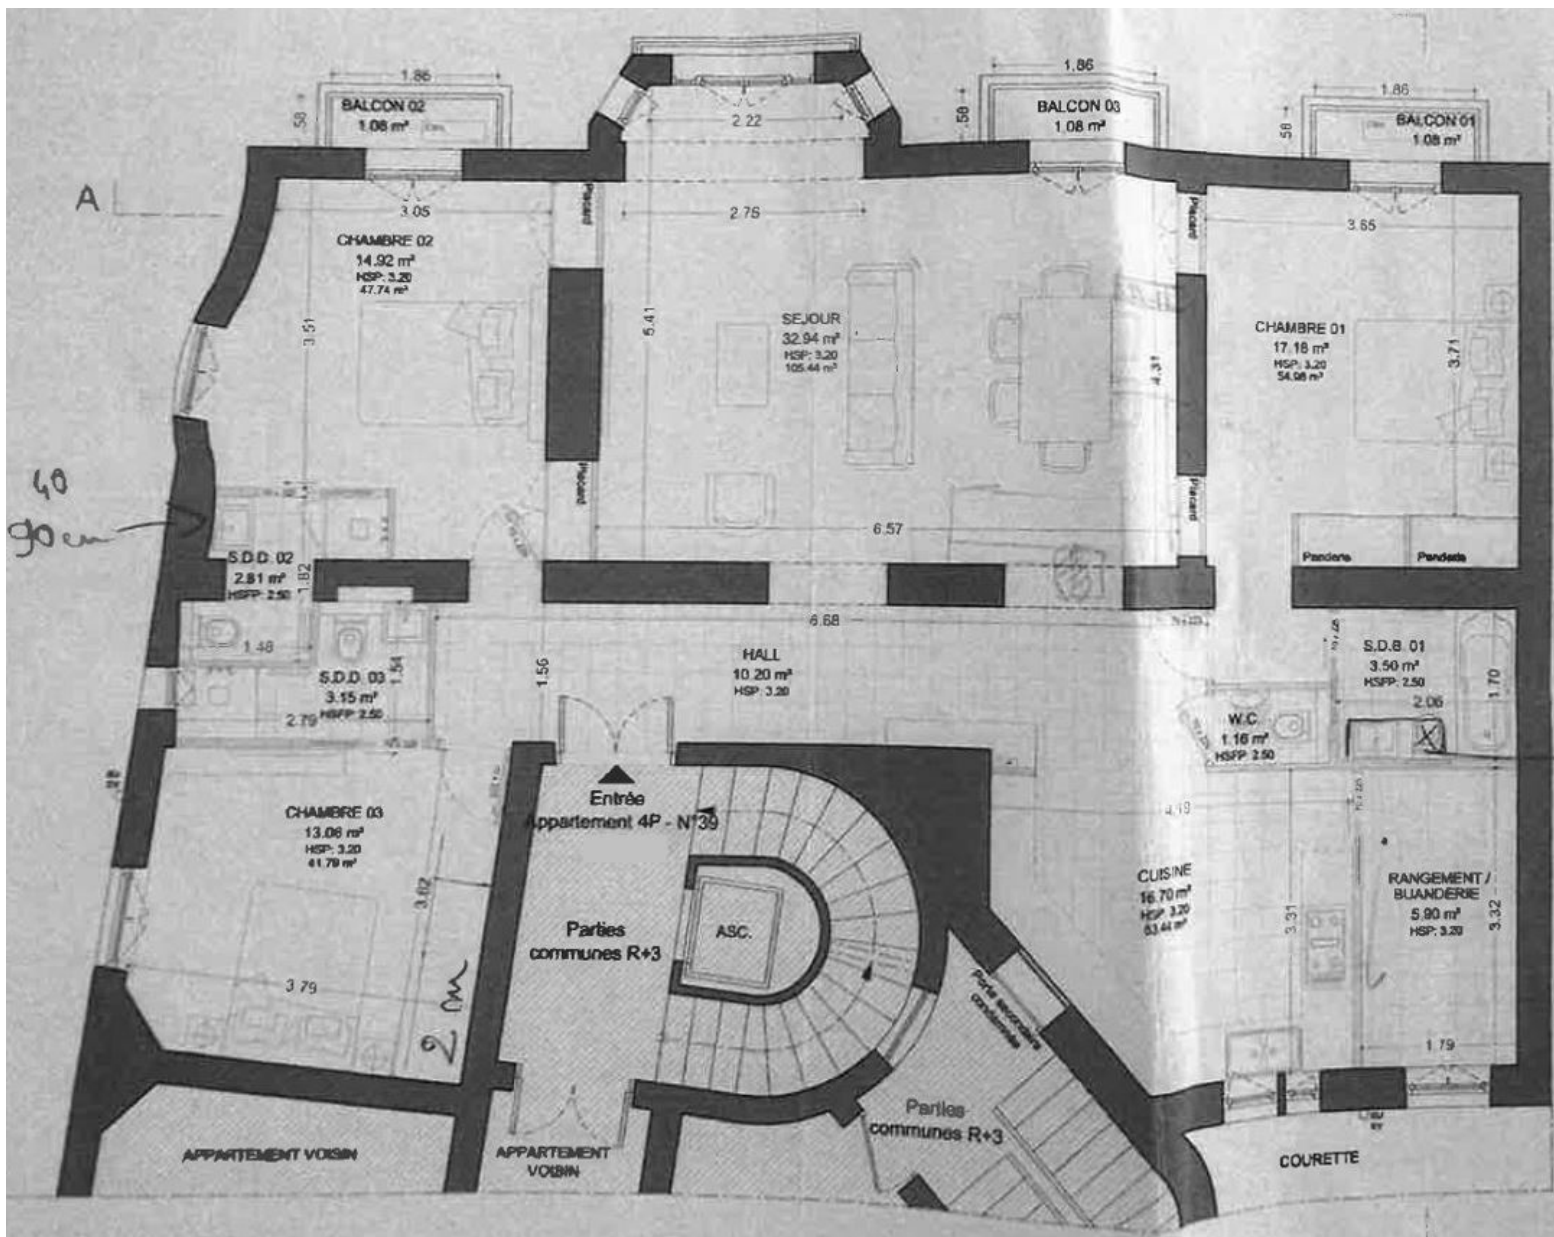 1.86
BALCON 02
1.08 m²
.58
2.22
1.86
BALCON 03
1.08 m²
.58
1.86
BALCON 01
1.08 m²
.58
A
3.05
CHAMBRE 02
14.92 m²
HSP: 3.20
47.74 m³
3.51
Placard
2.76
5.41
SEJOUR
32.94 m²
HSP: 3.20
105.44 m³
4.31
Placard
3.65
CHAMBRE 01
17.18 m²
HSP: 3.20
54.98 m³
3.71
40
90 cm
Placard
6.57
Placard
Penderie
Penderie
S.D.D. 02
2.81 m²
HSFP: 2.50
1.82
1.48
S.D.D. 03
3.15 m²
HSFP: 2.50
1.54
2.79
6.68
1.56
HALL
10.20 m²
HSP: 3.20
S.D.B. 01
3.50 m²
HSFP: 2.50
1.70
2.06
W.C.
1.16 m²
HSFP: 2.50
CHAMBRE 03
13.06 m²
HSP: 3.20
41.79 m³
3.62
3.79
2 m
Entrée
Appartement 4P - N°39
Parties
communes R+3
ASC.
4.19
CUISINE
16.70 m²
HSP: 3.20
53.44 m³
3.31
RANGEMENT /
BUANDERIE
5.90 m²
HSP: 3.20
3.32
1.79
Porte secondaire
condamnée
Parties
communes R+3
APPARTEMENT VOISIN
APPARTEMENT
VOISIN
COURETTE